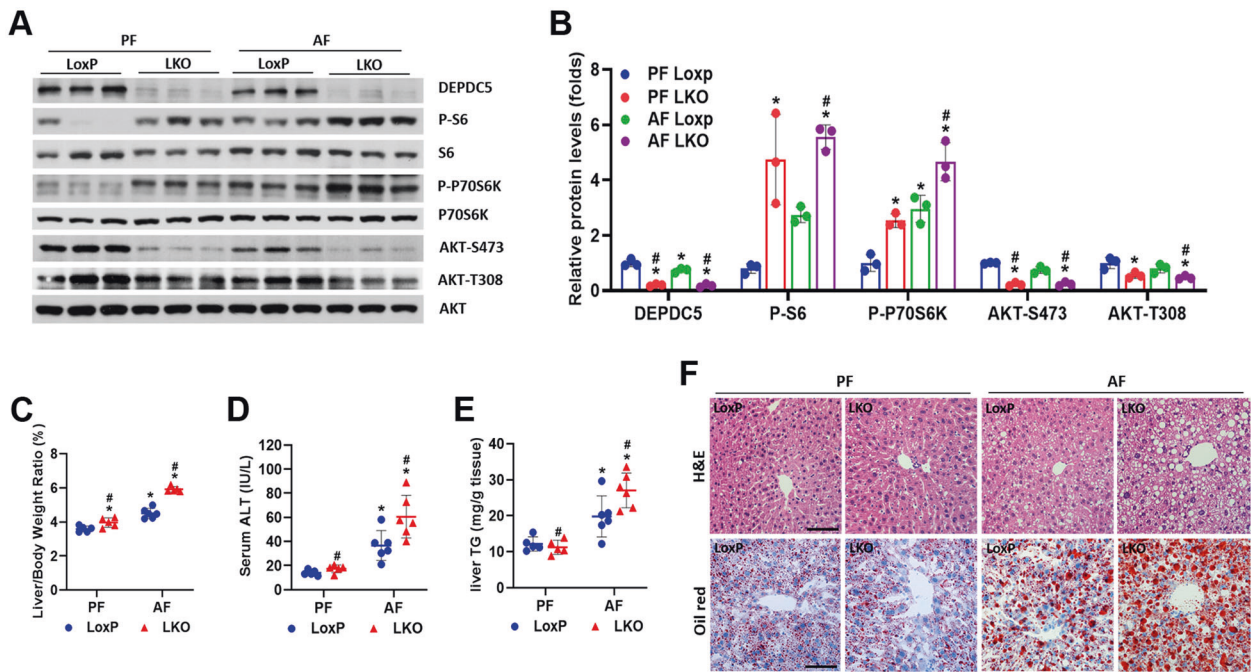 A
PF AF
LoxP LKO LoxP LKO
DEPDC5
P-S6
S6
P-P70S6K
P70S6K
AKT-S473
AKT-T308
AKT
B
Relative protein levels (folds)
8
6
4
2
0
PF Loxp
PF LKO
AF Loxp
AF LKO
* # * # *
* * # *
# * * # * # * * # *
DEPDC5 P-S6 P-P70S6K AKT-S473 AKT-T308
C
Liver/Body Weight Ratio (%)
8
6
4
2
0
# * * # *
PF AF
LoxP LKO
D
Serum ALT (IU/L)
120
100
80
60
40
20
0
# * # *
PF AF
LoxP LKO
E
liver TG (mg/g tissue)
40
30
20
10
0
# * # *
PF AF
LoxP LKO
F
PF AF
H&E
LoxP LKO LoxP LKO
Oil red
LoxP LKO LoxP LKO